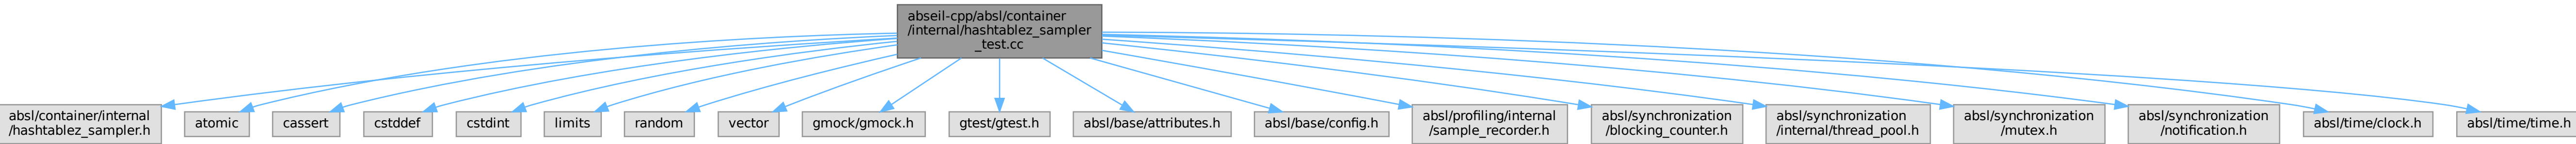 abseil-cpp/absl/container
/internal/hashtablez_sampler
_test.cc
absl/container/internal
/hashtablez_sampler.h
atomic
cassert
cstddef
cstdint
limits
random
vector
gmock/gmock.h
gtest/gtest.h
absl/base/attributes.h
absl/base/config.h
absl/profiling/internal
/sample_recorder.h
absl/synchronization
/blocking_counter.h
absl/synchronization
/internal/thread_pool.h
absl/synchronization
/mutex.h
absl/synchronization
/notification.h
absl/time/clock.h
absl/time/time.h